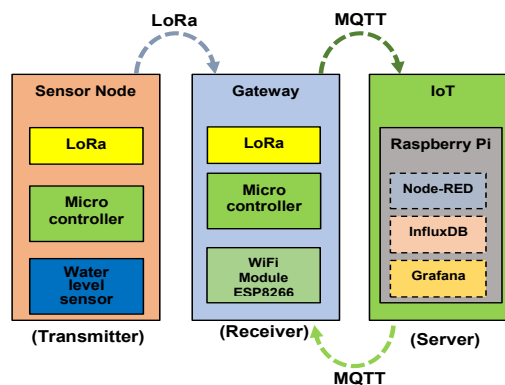 LoRa
MQTT
Sensor Node
LoRa
Micro
controller
Water
level
sensor
(Transmitter)
Gateway
LoRa
Micro
controller
WiFi
Module
ESP8266
(Receiver)
IoT
Raspberry Pi
Node-RED
InfluxDB
Grafana
(Server)
MQTT